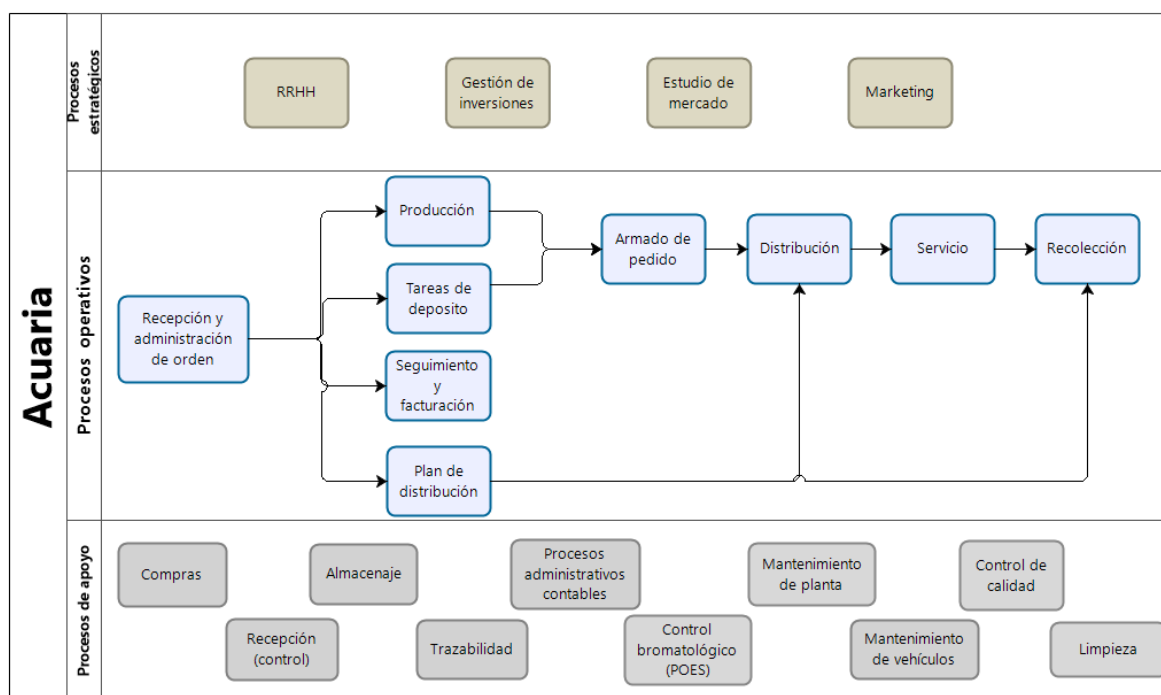 Acuaria
Procesos
estratégicos
RRHH
Gestión de
inversiones
Estudio de
mercado
Marketing
Procesos operativos
Recepción y
administración
de orden
Producción
Tareas de
deposito
Seguimiento
y
facturación
Plan de
distribución
Armado de
pedido
Distribución
Servicio
Recolección
Procesos de apoyo
Compras
Recepción
(control)
Almacenaje
Trazabilidad
Procesos
administrativos
contables
Control
bromatológico
(POES)
Mantenimiento
de planta
Mantenimiento
de vehículos
Control de
calidad
Limpieza